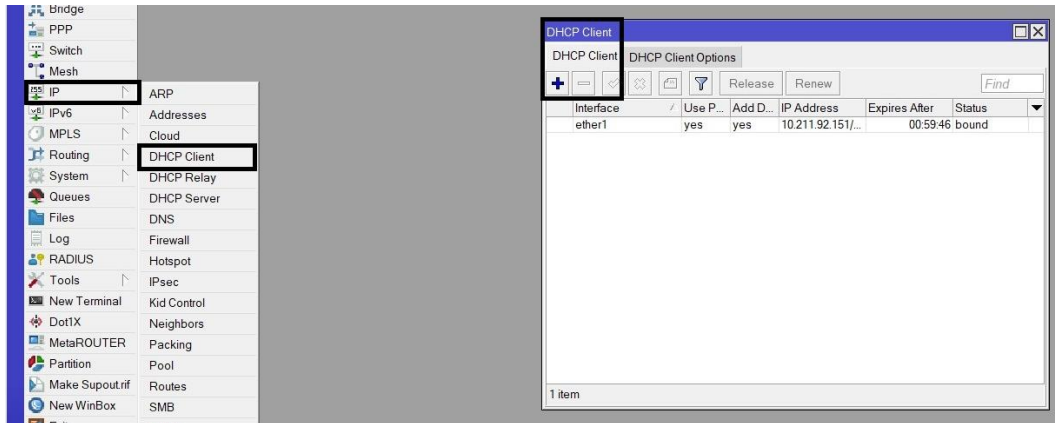 Bridge
PPP
Switch
Mesh
255 IP
IPv6
MPLS
Routing
System
Queues
Files
Log
RADIUS
Tools
New Terminal
Dot1X
MetaROUTER
Partition
Make Supout.rif
New WinBox
ARP
Addresses
Cloud
DHCP Client
DHCP Relay
DHCP Server
DNS
Firewall
Hotspot
IPsec
Kid Control
Neighbors
Packing
Pool
Routes
SMB
DHCP Client
DHCP Client DHCP Client Options
Release Renew Find
Interface Use P... Add D... IP Address Expires After Status
ether1 yes yes 10.211.92.151/... 00:59:46 bound
1 item